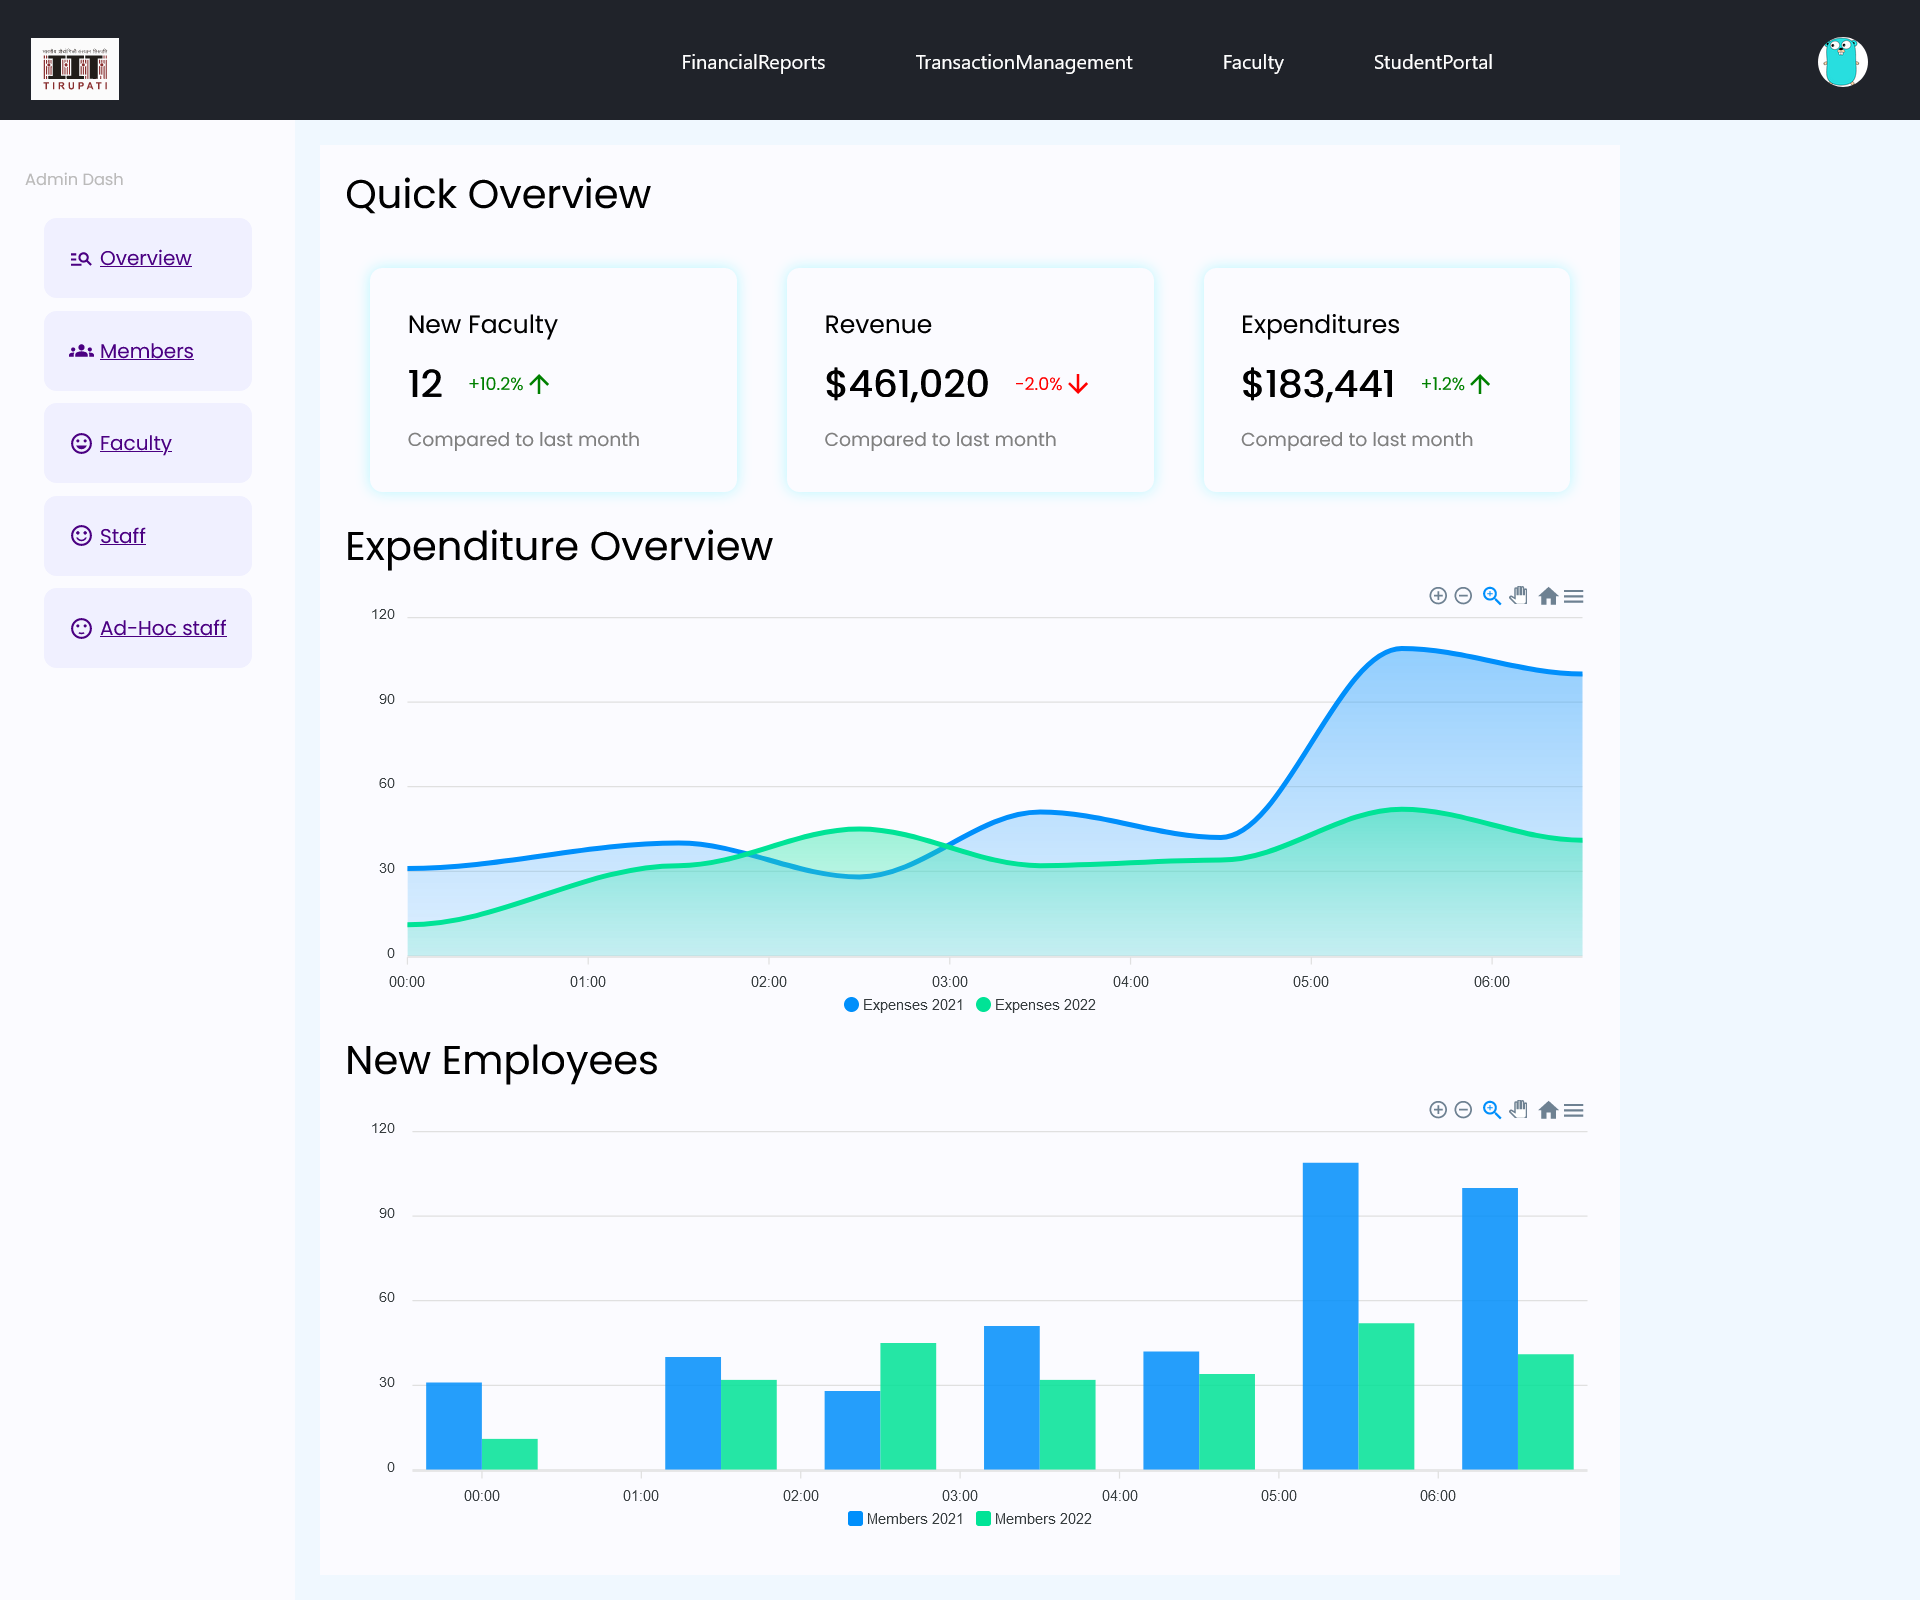 IIT
TIRUPATI
FinancialReports TransactionManagement Faculty StudentPortal
Admin Dash
Overview
Members
Faculty
Staff
Ad-Hoc staff
Quick Overview
New Faculty
12 +10.2%
Compared to last month
Revenue
$461,020 -2.0%
Compared to last month
Expenditures
$183,441 +1.2%
Compared to last month
Expenditure Overview
120
90
60
30
0
00:00 01:00 02:00 03:00 04:00 05:00 06:00
Expenses 2021 Expenses 2022
New Employees
120
90
60
30
0
00:00 01:00 02:00 03:00 04:00 05:00 06:00
Members 2021 Members 2022